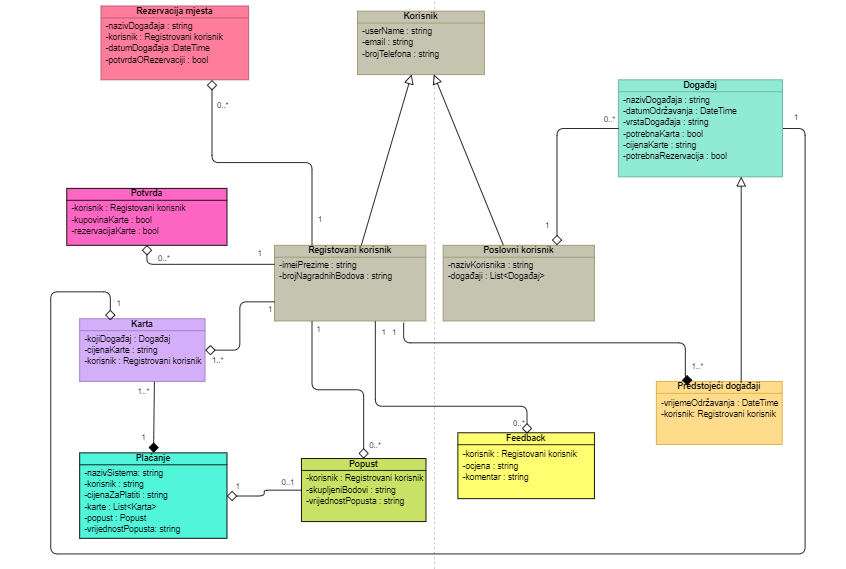 Rezervacija mjesta
-nazivDogađaja : string
-korisnik : Registrovani korisnik
-datumDogađaja :DateTime
-potvrdaORezervaciji : bool
0..*
1
Korisnik
-userName : string
-email : string
-brojTelefona : string
Događaj
-nazivDogađaja : string
-datumOdržavanja : DateTime
-vrstaDogađaja : string
-potrebnaKarta : bool
-cijenaKarte : string
-potrebnaRezervacija : bool
0..*
1
1
Potvrda
-korisnik : Registovani korisnik
-kupovinaKarte : bool
-rezervacijaKarte : bool
0..*
1
Registovani korisnik
-imeiPrezime : string
-brojNagradnihBodova : string
Poslovni korisnik
-nazivKorisnika : string
-događaji : List<Događaj>
1
1
1
1
Karta
-kojiDogađaj : Događaj
-cijenaKarte : string
-korisnik : Registrovani korisnik
1
1..*
1..*
1
1..*
Predstojeći događaji
-vrijemeOdržavanja : DateTime
-korisnik: Registrovani korisnik
Plaćanje
-nazivSistema: string
-korisnik : string
-cijenaZaPlatiti : string
-karte : List<Karta>
-popust : Popust
-vrijednostPopusta: string
1
0..1
0..*
Popust
-korisnik : Registrovani korisnik
-skupljeniBodovi : string
-vrijednostPopusta : string
0..*
Feedback
-korisnik : Registovani korisnik
-ocjena : string
-komentar : string